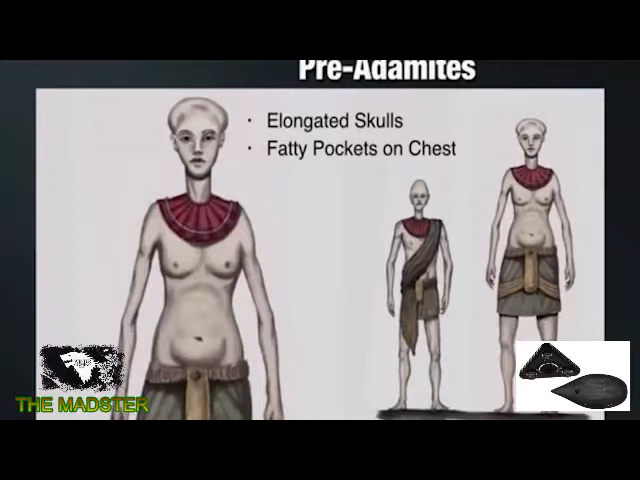 Pre-Adamites
· Elongated Skulls
· Fatty Pockets on Chest
THE MADSTER